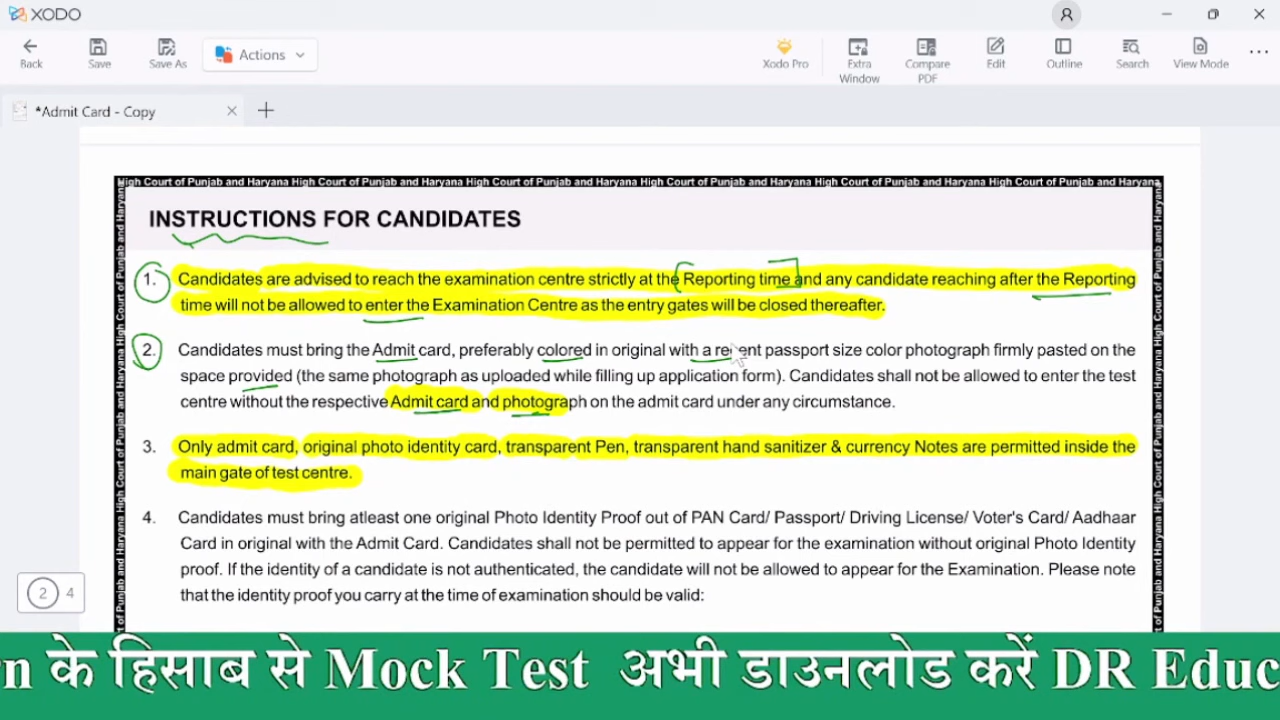 XODO
Back
Save
Save As
Actions
Xodo Pro
Extra Window
Compare PDF
Edit
Outline
Search
View Mode
*Admit Card - Copy
High Court of Punjab and Haryana High Court of Punjab and Haryana High Court of Punjab and Haryana High Court of Punjab and Haryana High Court of Punjab and Haryana High Court of Punjab and Haryana
INSTRUCTIONS FOR CANDIDATES
1. Candidates are advised to reach the examination centre strictly at the Reporting time and any candidate reaching after the Reporting
time will not be allowed to enter the Examination Centre as the entry gates will be closed thereafter.
2. Candidates must bring the Admit card, preferably colored in original with a recent passport size color photograph firmly pasted on the
space provided (the same photograph as uploaded while filling up application form). Candidates shall not be allowed to enter the test
centre without the respective Admit card and photograph on the admit card under any circumstance.
3. Only admit card, original photo identity card, transparent Pen, transparent hand sanitizer & currency Notes are permitted inside the
main gate of test centre.
4. Candidates must bring atleast one original Photo Identity Proof out of PAN Card/ Passport/ Driving License/ Voter's Card/ Aadhaar
Card in original with the Admit Card. Candidates shall not be permitted to appear for the examination without original Photo Identity
proof. If the identity of a candidate is not authenticated, the candidate will not be allowed to appear for the Examination. Please note
that the identity proof you carry at the time of examination should be valid:
2 4
के हिसाब से Mock Test अभी डाउनलोड करें DR Educ